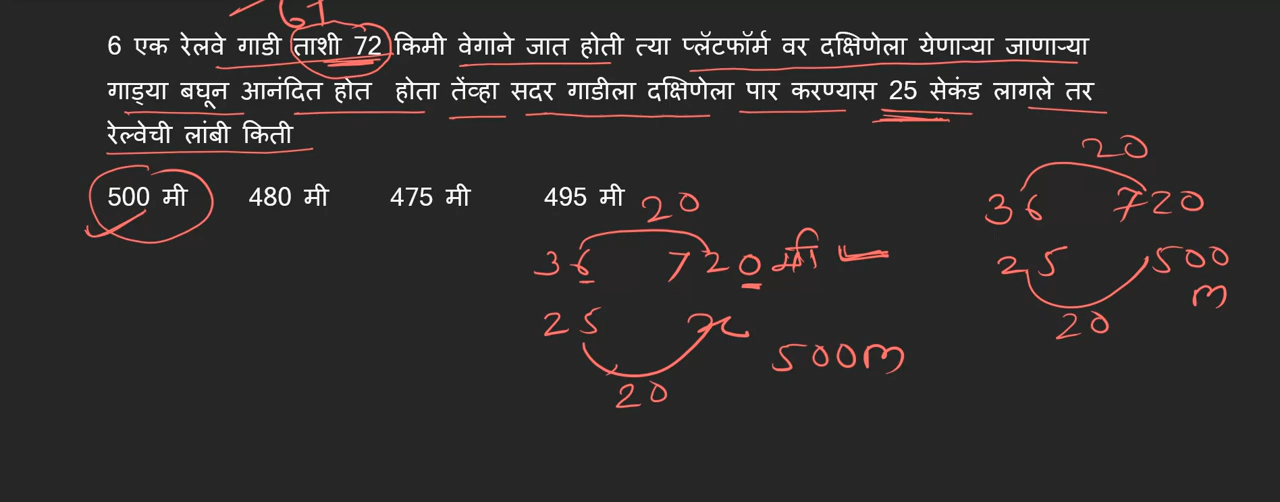 67
6 एक रेलवे गाडी ताशी 72 किमी वेगाने जात होती त्या प्लॅटफॉर्म वर दक्षिणेला येणाऱ्या जाणाऱ्या
गाड्या बघून आनंदित होत होता तेंव्हा सदर गाडीला दक्षिणेला पार करण्यास 25 सेकंड लागले तर
रेल्वेची लांबी किती
500 मी 480 मी 475 मी 495 मी
20
36 720 मी
25 x
20
500m
20
36 720
25 500
m
20